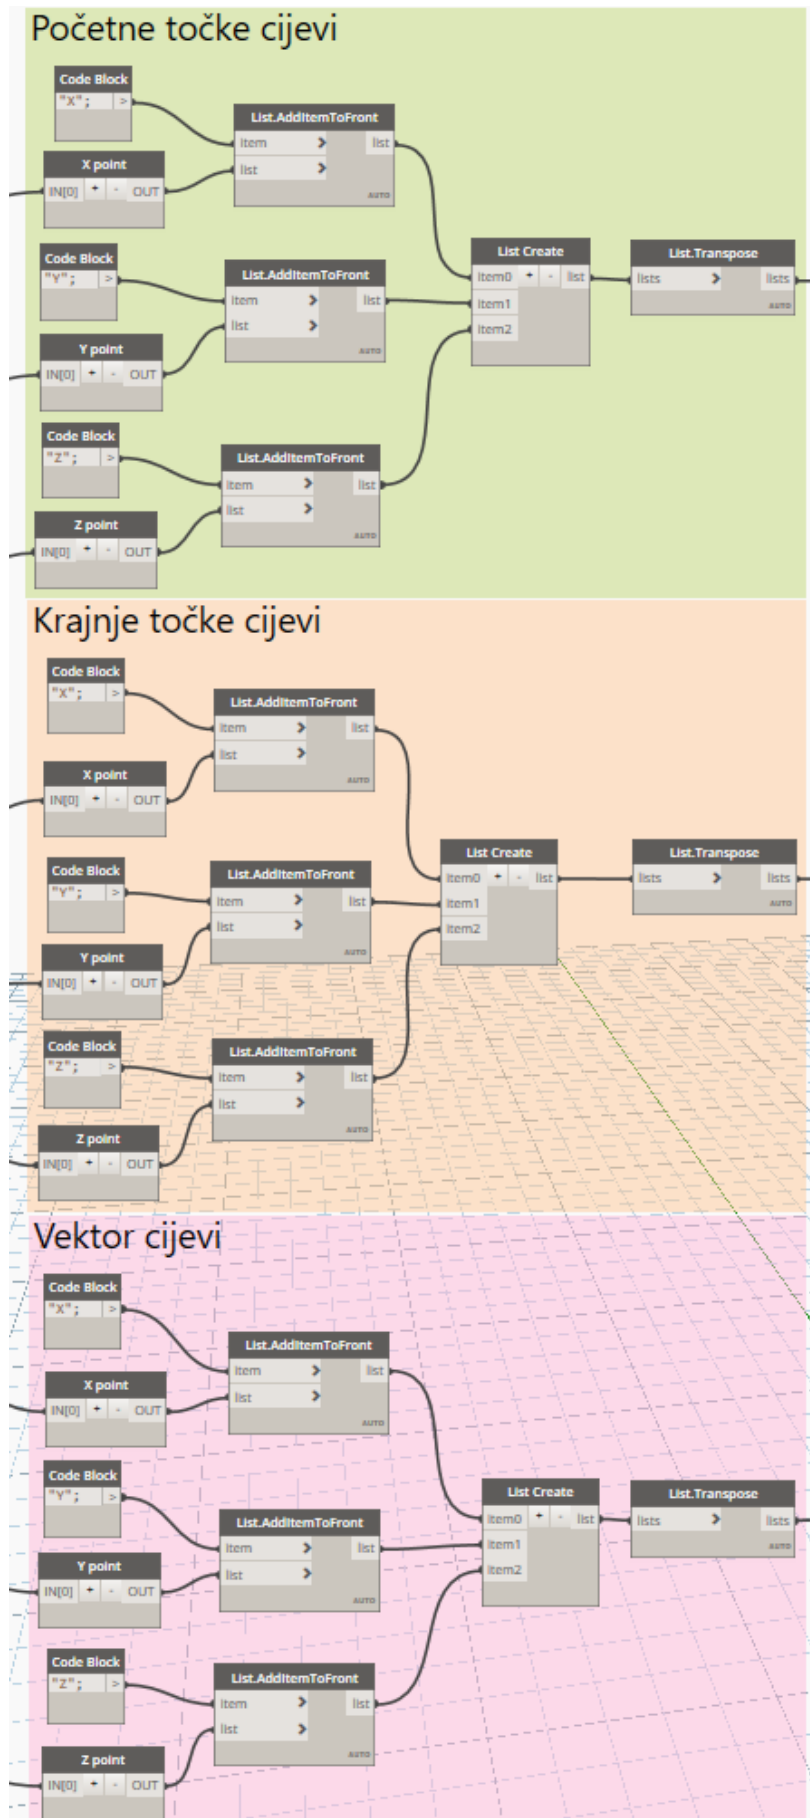 Početne točke cijevi
Code Block
"X"; >
List.AddItemToFront
item > list
list >
AUTO
X point
IN[0] + - OUT
Code Block
"Y"; >
List.AddItemToFront
item > list
list >
AUTO
Y point
IN[0] + - OUT
List Create
item0 + - list
item1
item2
List.Transpose
lists > lists
AUTO
Code Block
"Z"; >
List.AddItemToFront
item > list
list >
AUTO
Z point
IN[0] + - OUT
Krajnje točke cijevi
Code Block
"X"; >
List.AddItemToFront
item > list
list >
AUTO
X point
IN[0] + - OUT
Code Block
"Y"; >
List.AddItemToFront
item > list
list >
AUTO
Y point
IN[0] + - OUT
List Create
item0 + - list
item1
item2
List.Transpose
lists > lists
AUTO
Code Block
"Z"; >
List.AddItemToFront
item > list
list >
AUTO
Z point
IN[0] + - OUT
Vektor cijevi
Code Block
"X"; >
List.AddItemToFront
item > list
list >
AUTO
X point
IN[0] + - OUT
Code Block
"Y"; >
List.AddItemToFront
item > list
list >
AUTO
Y point
IN[0] + - OUT
List Create
item0 + - list
item1
item2
List.Transpose
lists > lists
AUTO
Code Block
"Z"; >
List.AddItemToFront
item > list
list >
AUTO
Z point
IN[0] + - OUT